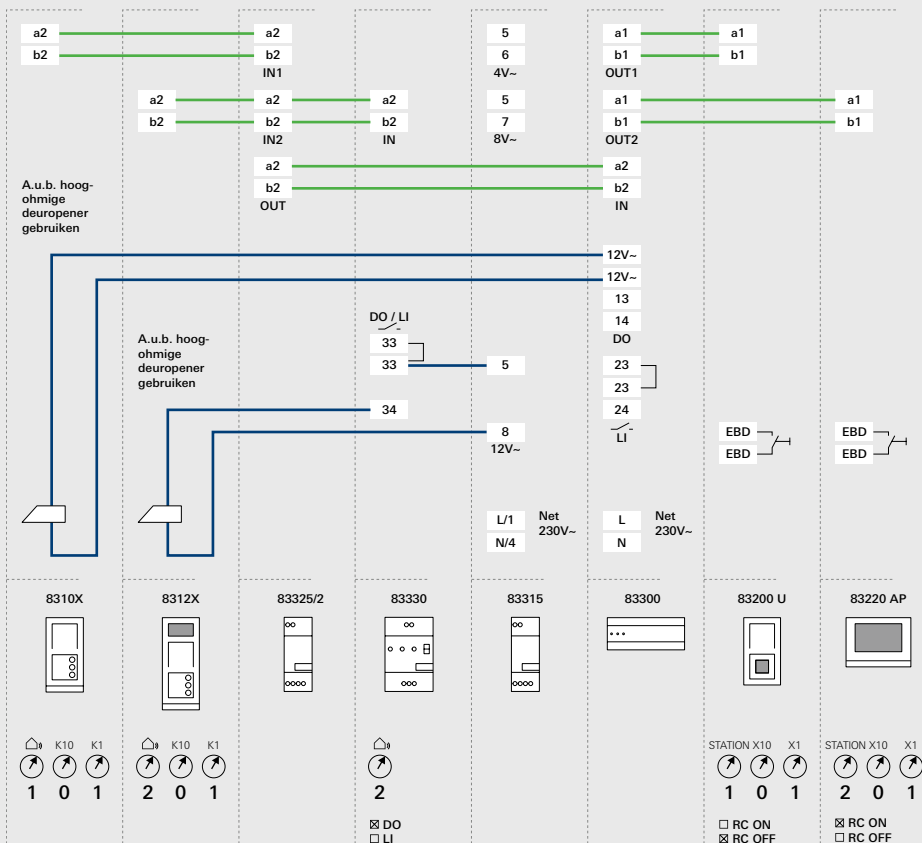 a2 a2 5 a1 a1
b2 b2 6 b1 b1
IN1 4V~ OUT1
a2 a2 a2 5 a1 a1
b2 b2 b2 7 b1 b1
IN2 IN 8V~ OUT2
a2 a2
b2 b2
OUT IN
A.u.b. hoog-
ohmige
deuropener
gebruiken
12V~
12V~
13
14
DO
DO / LI
33
33 5
34
A.u.b. hoog-
ohmige
deuropener
gebruiken
23
23
24
LI
8
12V~
EBD EBD
EBD EBD
L/1 Net L Net
N/4 230V~ N 230V~
8310X 8312X 83325/2 83330 83315 83300 83200 U 83220 AP
K10 K1 K10 K1 STATION X10 X1 STATION X10 X1
1 0 1 2 0 1 2 1 0 1 2 0 1
☒ DO ☐ RC ON ☒ RC ON
☐ LI ☒ RC OFF ☐ RC OFF